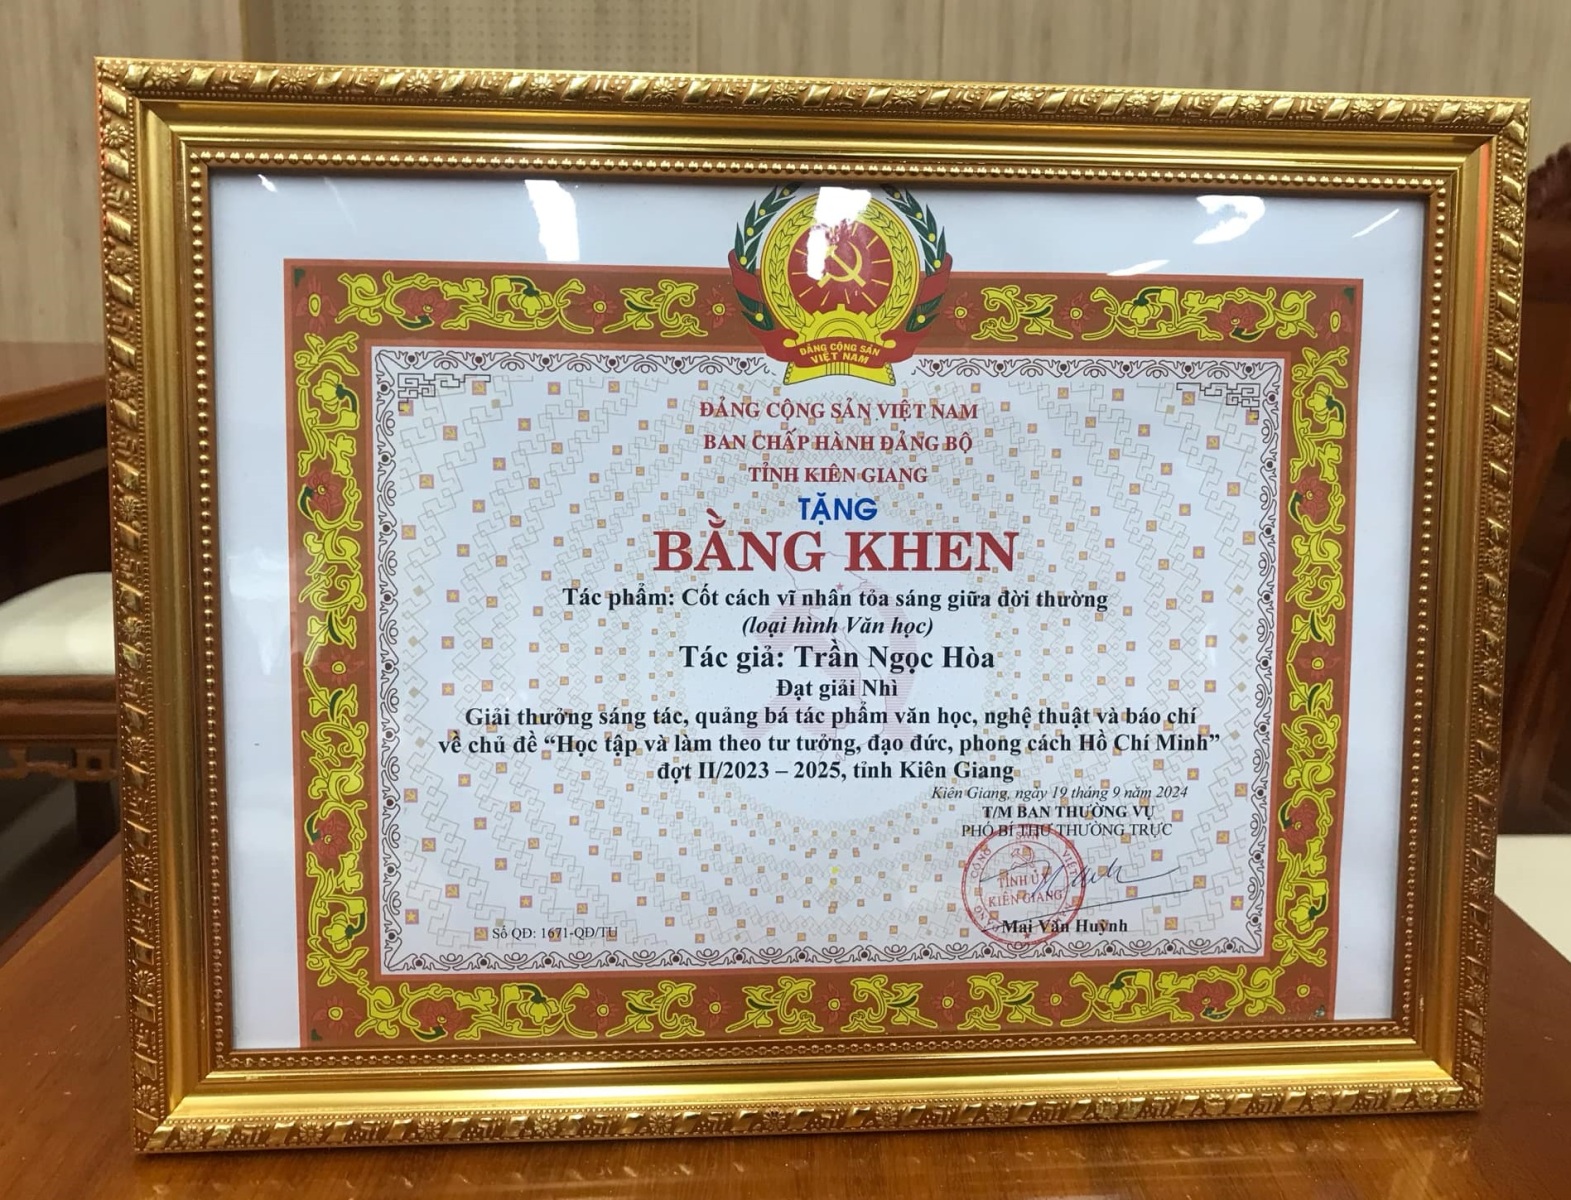 ĐẢNG CỘNG SẢN
VIỆT NAM
ĐẢNG CỘNG SẢN VIỆT NAM
BAN CHẤP HÀNH ĐẢNG BỘ
TỈNH KIÊN GIANG
TẶNG
BẰNG KHEN
Tác phẩm: Cốt cách vĩ nhân tỏa sáng giữa đời thường
(loại hình Văn học)
Tác giả: Trần Ngọc Hòa
Đạt giải Nhì
Giải thưởng sáng tác, quảng bá tác phẩm văn học, nghệ thuật và báo chí
về chủ đề “Học tập và làm theo tư tưởng, đạo đức, phong cách Hồ Chí Minh”
đợt II/2023 – 2025, tỉnh Kiên Giang
Kiên Giang, ngày 19 tháng 9 năm 2024
T/M BAN THƯỜNG VỤ
PHÓ BÍ THƯ THƯỜNG TRỰC
TỈNH ỦY
KIÊN GIANG
Mai Văn Huỳnh
Số QĐ: 1671-QĐ/TU